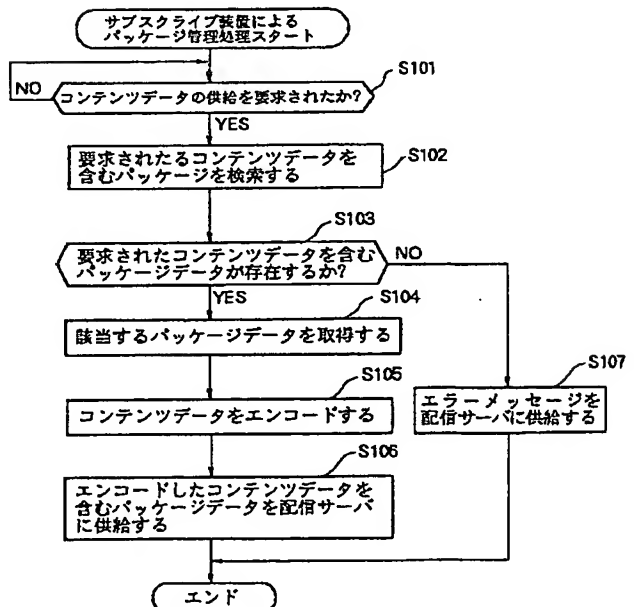 サブスクライブ装置による
パッケージ管理処理スタート
S101
NO
コンテンツデータの供給を要求されたか?
YES
S102
要求されたるコンテンツデータを
含むパッケージを検索する
S103
要求されたコンテンツデータを含む
パッケージデータが存在するか?
NO
YES
S104
該当するパッケージデータを取得する
S105
コンテンツデータをエンコードする
S107
エラーメッセージを
配信サーバに供給する
S106
エンコードしたコンテンツデータを
含むパッケージデータを配信サーバ
に供給する
エンド